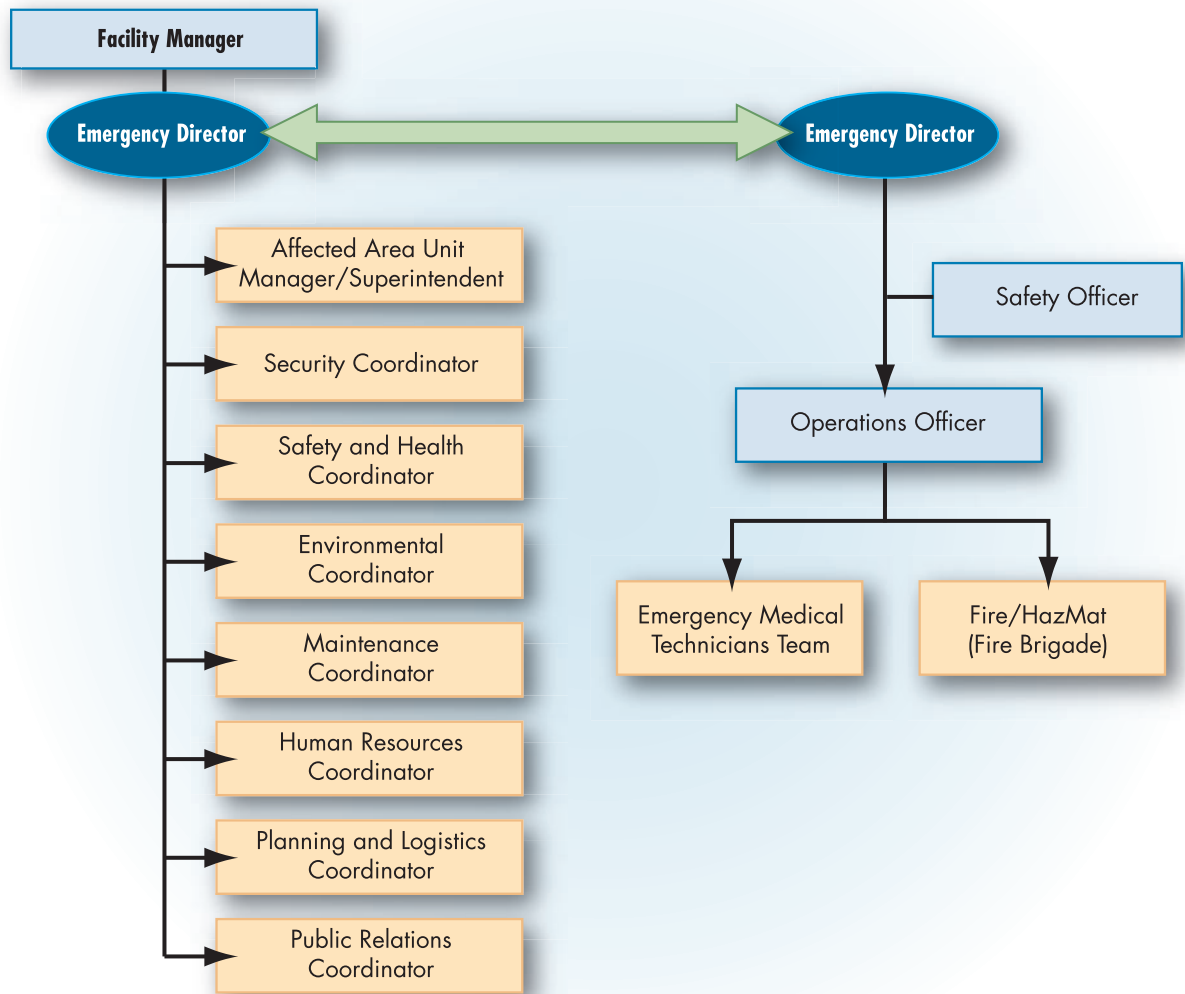 Facility Manager
Emergency Director
Emergency Director
Affected Area Unit
Manager/Superintendent
Security Coordinator
Safety and Health
Coordinator
Environmental
Coordinator
Maintenance
Coordinator
Human Resources
Coordinator
Planning and Logistics
Coordinator
Public Relations
Coordinator
Safety Officer
Operations Officer
Emergency Medical
Technicians Team
Fire/HazMat
(Fire Brigade)